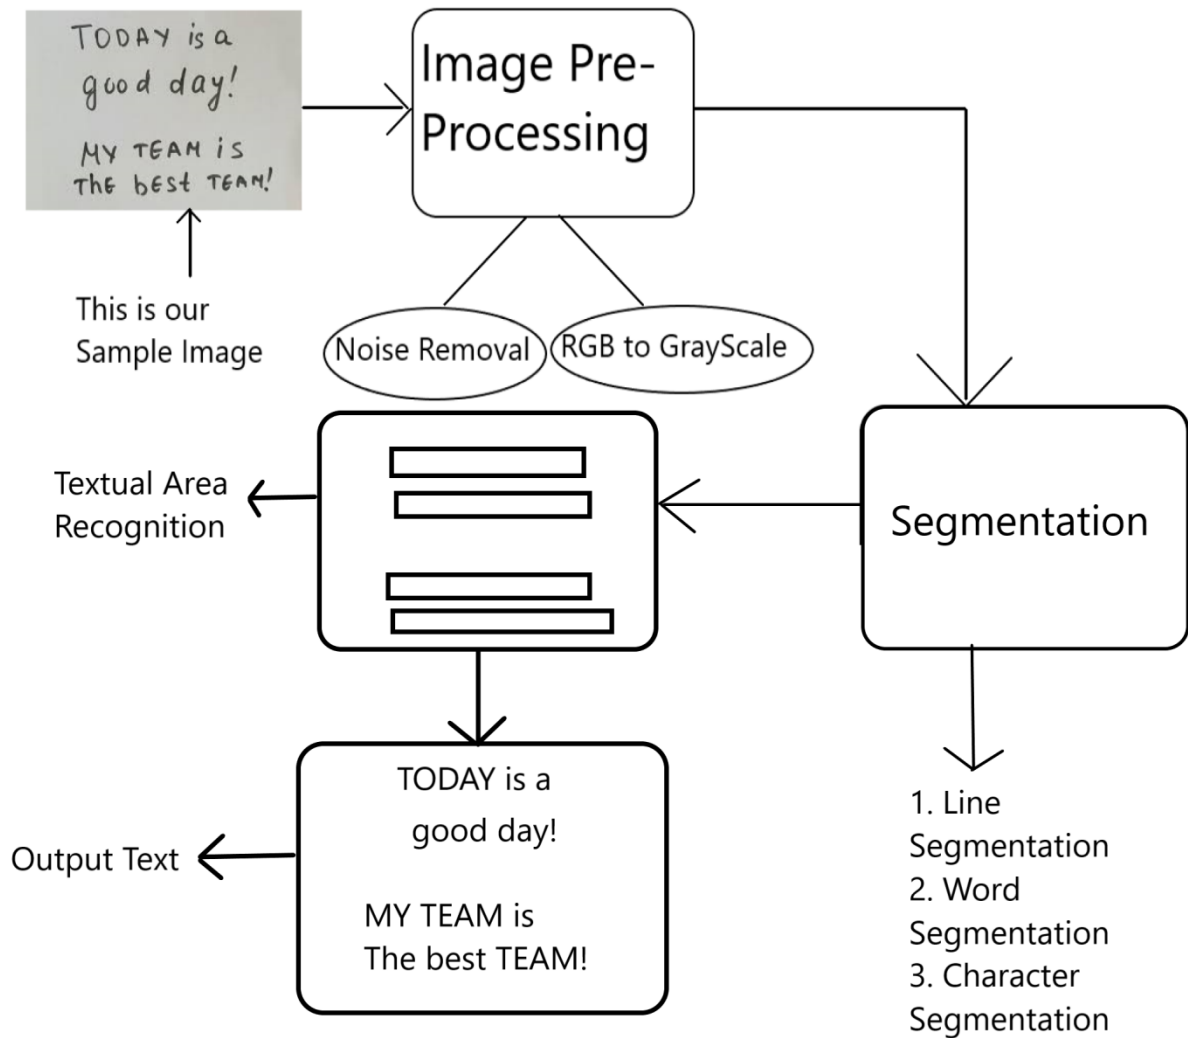 TODAY is a
good day!
MY TEAM is
The best TEAM!
Image Pre-
Processing
This is our
Sample Image
Noise Removal
RGB to GrayScale
Textual Area
Recognition
Segmentation
TODAY is a
good day!
MY TEAM is
The best TEAM!
Output Text
1. Line
Segmentation
2. Word
Segmentation
3. Character
Segmentation